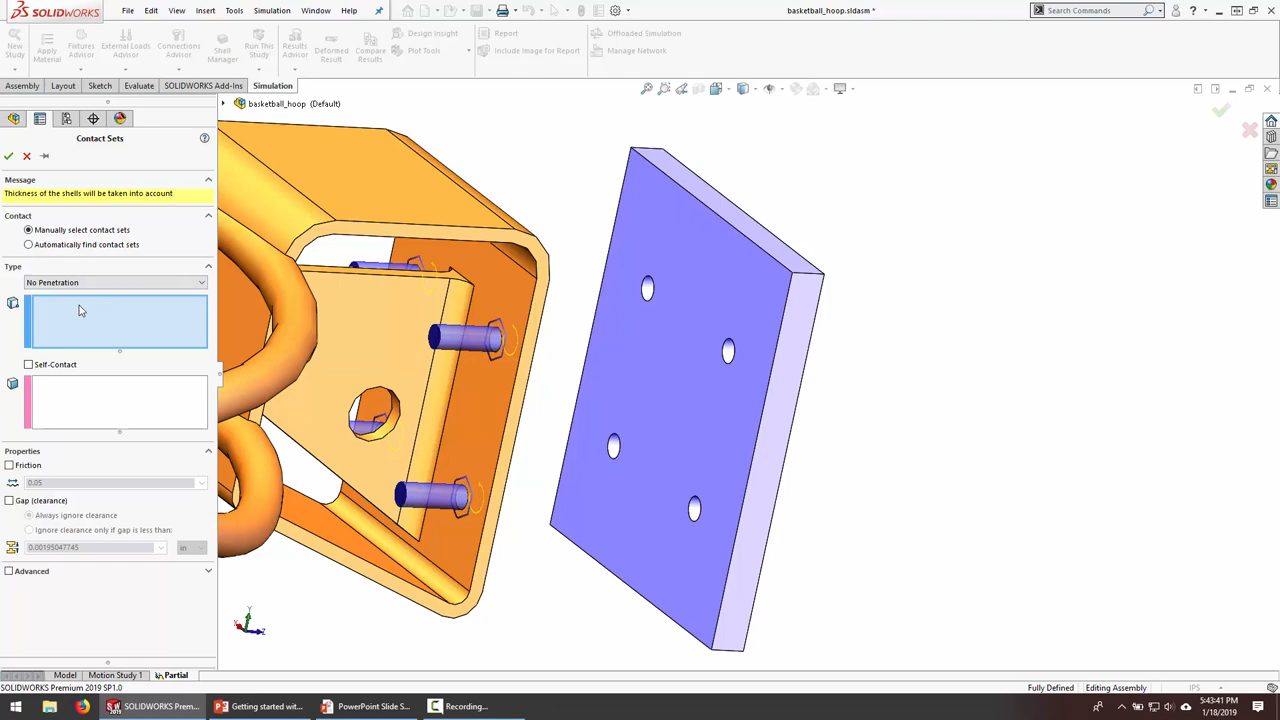 SOLIDWORKS File Edit View Insert Tools Simulation Window Help
basketball_hoop.sldasm *
Search Commands
New Study
Apply Material
Fixtures Advisor
External Loads Advisor
Connections Advisor
Shell Manager
Run This Study
Results Advisor
Deformed Result
Compare Results
Design Insight
Plot Tools
Report
Include Image for Report
Offloaded Simulation
Manage Network
Assembly Layout Sketch Evaluate SOLIDWORKS Add-Ins Simulation
basketball_hoop (Default)
Contact Sets
Message
Thickness of the shells will be taken into account
Contact
Manually select contact sets
Automatically find contact sets
Type
No Penetration
Self-Contact
Properties
Friction
0.05
Gap (clearance)
Always ignore clearance
Ignore clearance only if gap is less than:
0.00195047745 in
Advanced
Y
X
Z
Model Motion Study 1 Partial
SOLIDWORKS Premium 2019 SP1.0
Fully Defined Editing Assembly IPS
SOLIDWORKS Prem...
Getting started wit...
PowerPoint Slide S...
Recording...
5:43:41 PM
1/18/2019